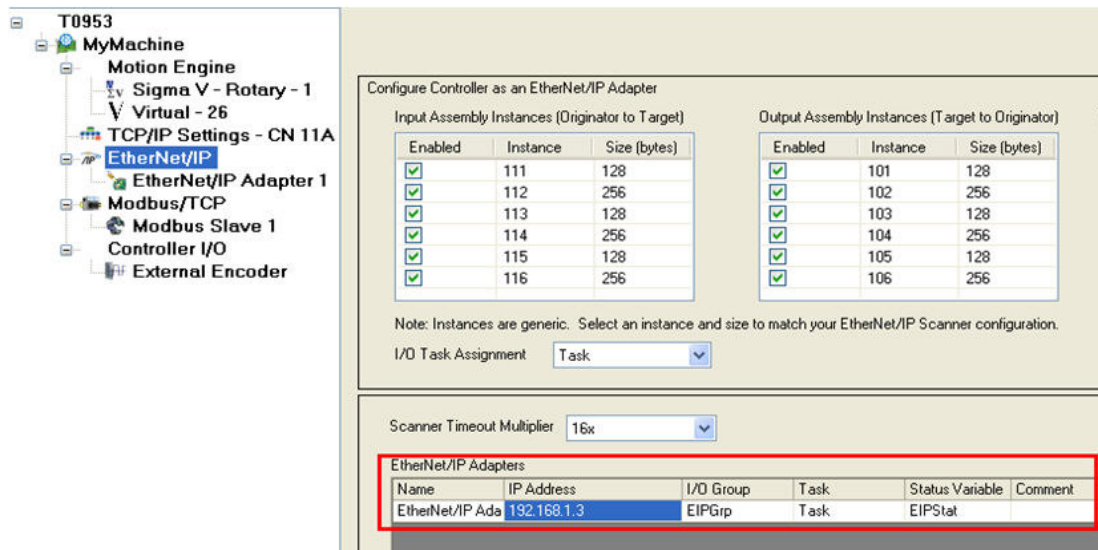 T0953
MyMachine
Motion Engine
Sigma V - Rotary - 1
Virtual - 26
TCP/IP Settings - CN 11A
EtherNet/IP
EtherNet/IP Adapter 1
Modbus/TCP
Modbus Slave 1
Controller I/O
External Encoder
Configure Controller as an EtherNet/IP Adapter
Input Assembly Instances (Originator to Target)
Enabled Instance Size (bytes)
111 128
112 256
113 128
114 256
115 128
116 256
Output Assembly Instances (Target to Originator)
Enabled Instance Size (bytes)
101 128
102 256
103 128
104 256
105 128
106 256
Note: Instances are generic. Select an instance and size to match your EtherNet/IP Scanner configuration.
I/O Task Assignment Task
Scanner Timeout Multiplier 16x
EtherNet/IP Adapters
Name IP Address I/O Group Task Status Variable Comment
EtherNet/IP Ada 192.168.1.3 EIPGrp Task EIPStat